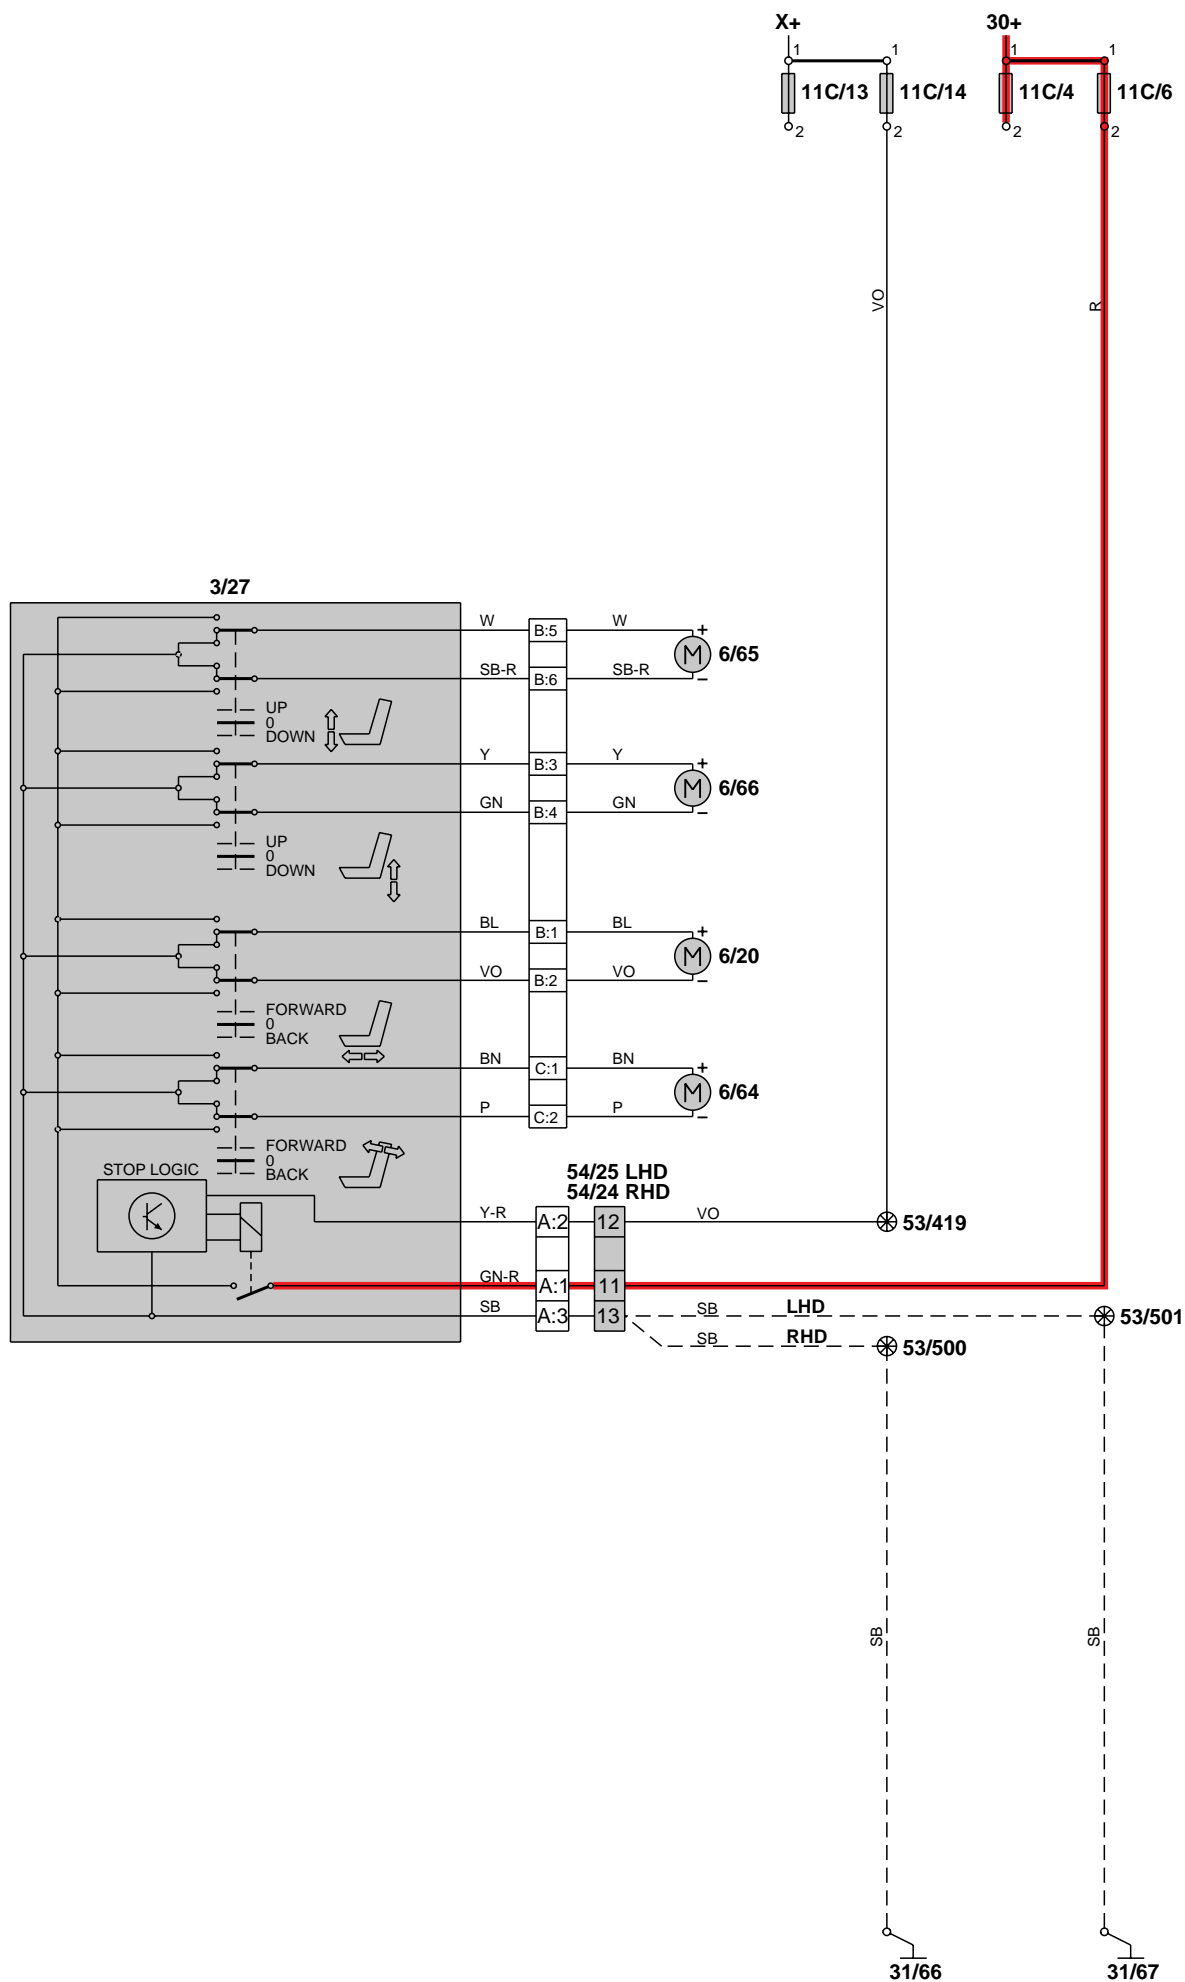 X+ 30+
1 1 1 1
11C/13 11C/14 11C/4 11C/6
2 2 2 2
VO R
3/27
W B:5 W + 6/65
M
SB-R B:6 SB-R −
UP
0
DOWN
Y B:3 Y + 6/66
M
GN B:4 GN −
UP
0
DOWN
BL B:1 BL + 6/20
M
VO B:2 VO −
FORWARD
0
BACK
BN C:1 BN + 6/64
M
P C:2 P −
FORWARD
0
BACK
STOP LOGIC
54/25 LHD
54/24 RHD
Y-R A:2 12 VO 53/419
GN-R A:1 11
SB A:3 13 SB LHD 53/501
SB RHD 53/500
SB SB
31/66 31/67